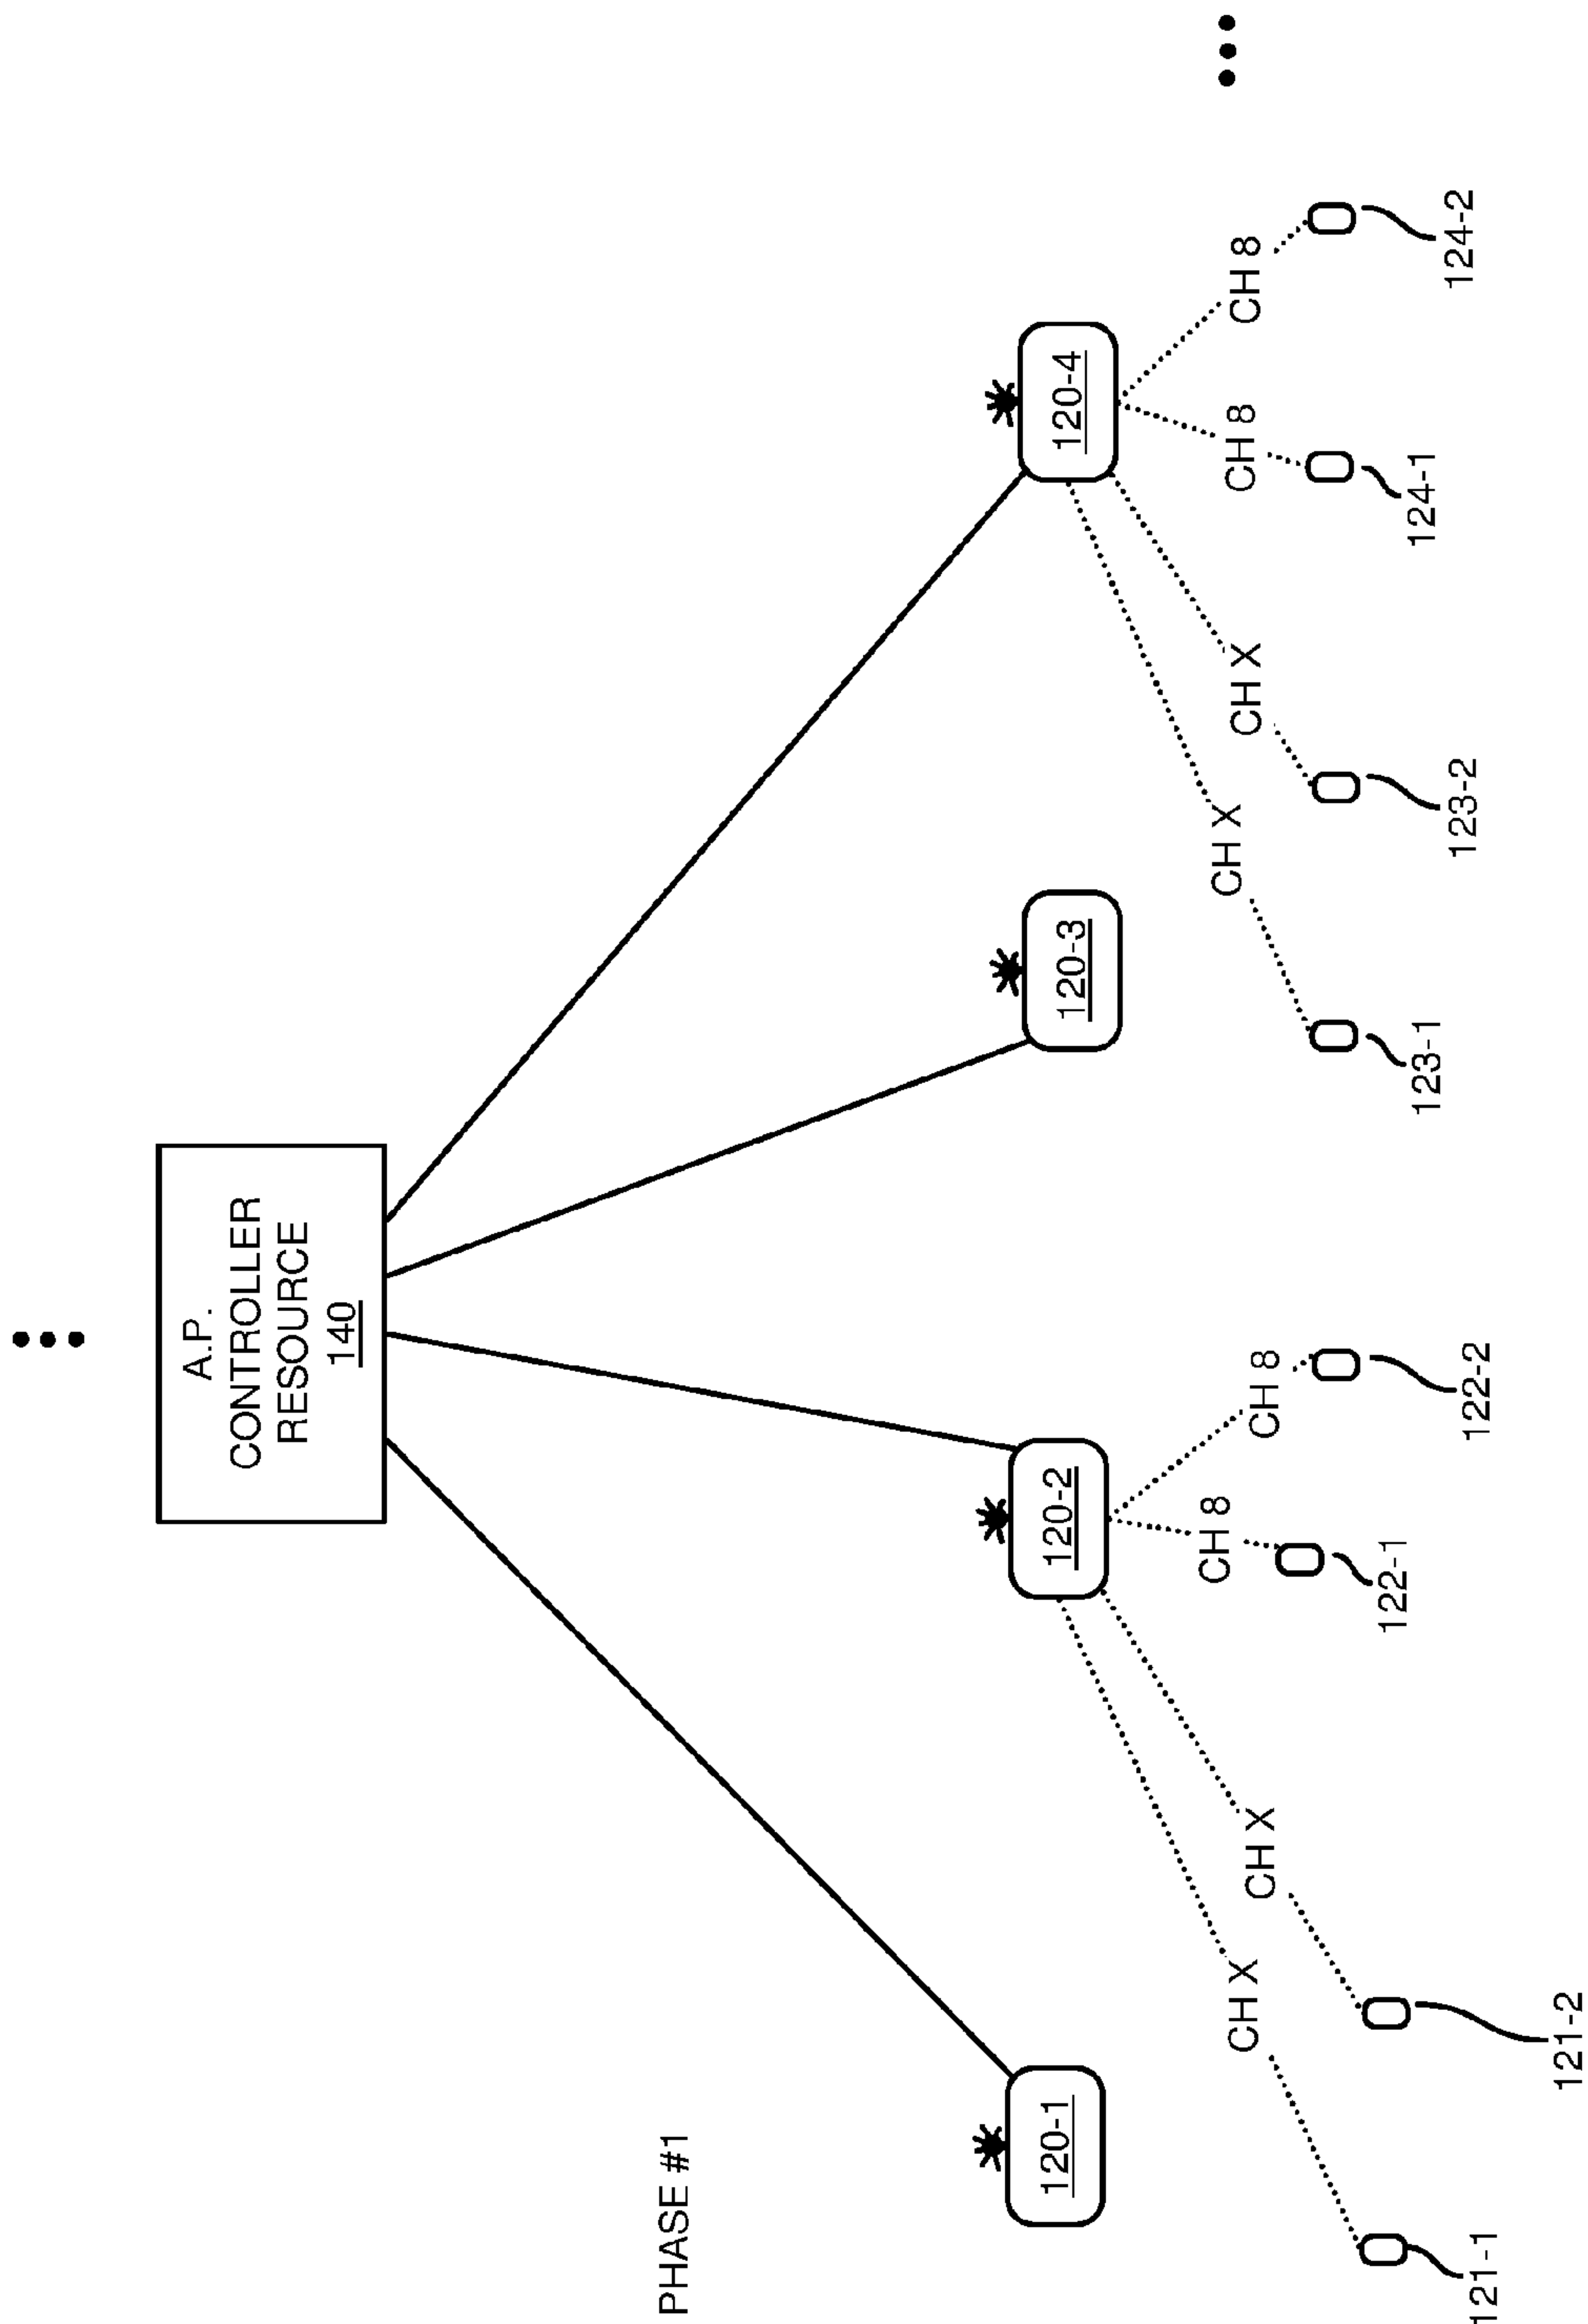 A.P.
CONTROLLER
RESOURCE
140
PHASE #1
120-1
120-2
120-3
120-4
CH X
CH X
CH 8
CH 8
CH X
CH X
CH 8
CH 8
121-1
121-2
122-1
122-2
123-1
123-2
124-1
124-2